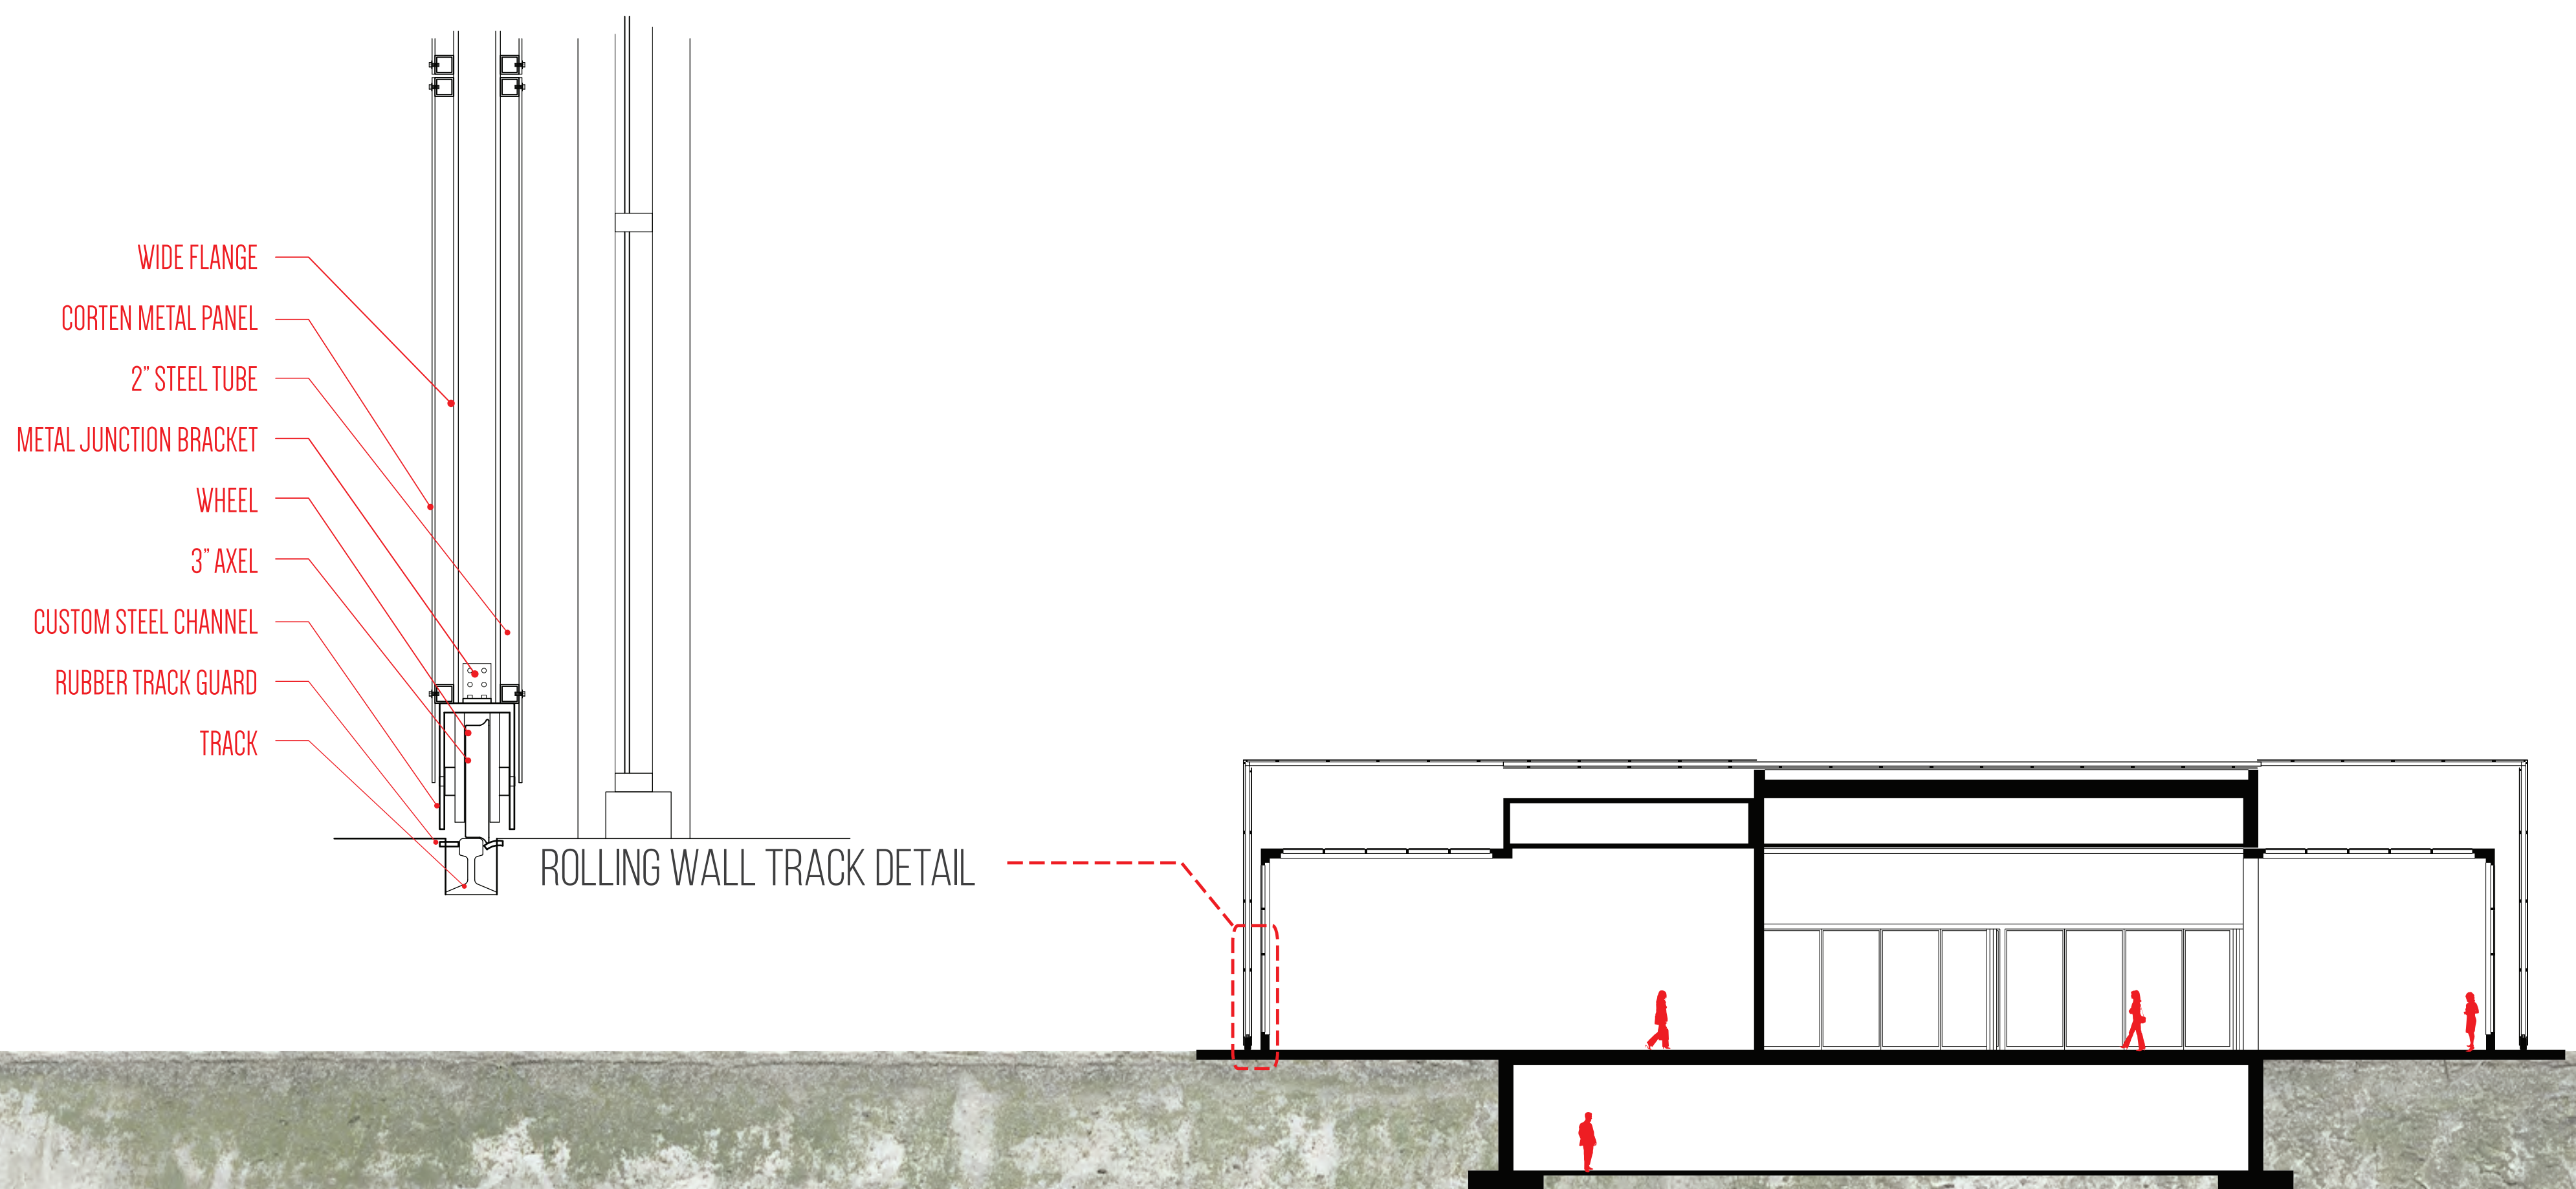 WIDE FLANGE
CORTEN METAL PANEL
2” STEEL TUBE
METAL JUNCTION BRACKET
WHEEL
3” AXEL
CUSTOM STEEL CHANNEL
RUBBER TRACK GUARD
TRACK
ROLLING WALL TRACK DETAIL